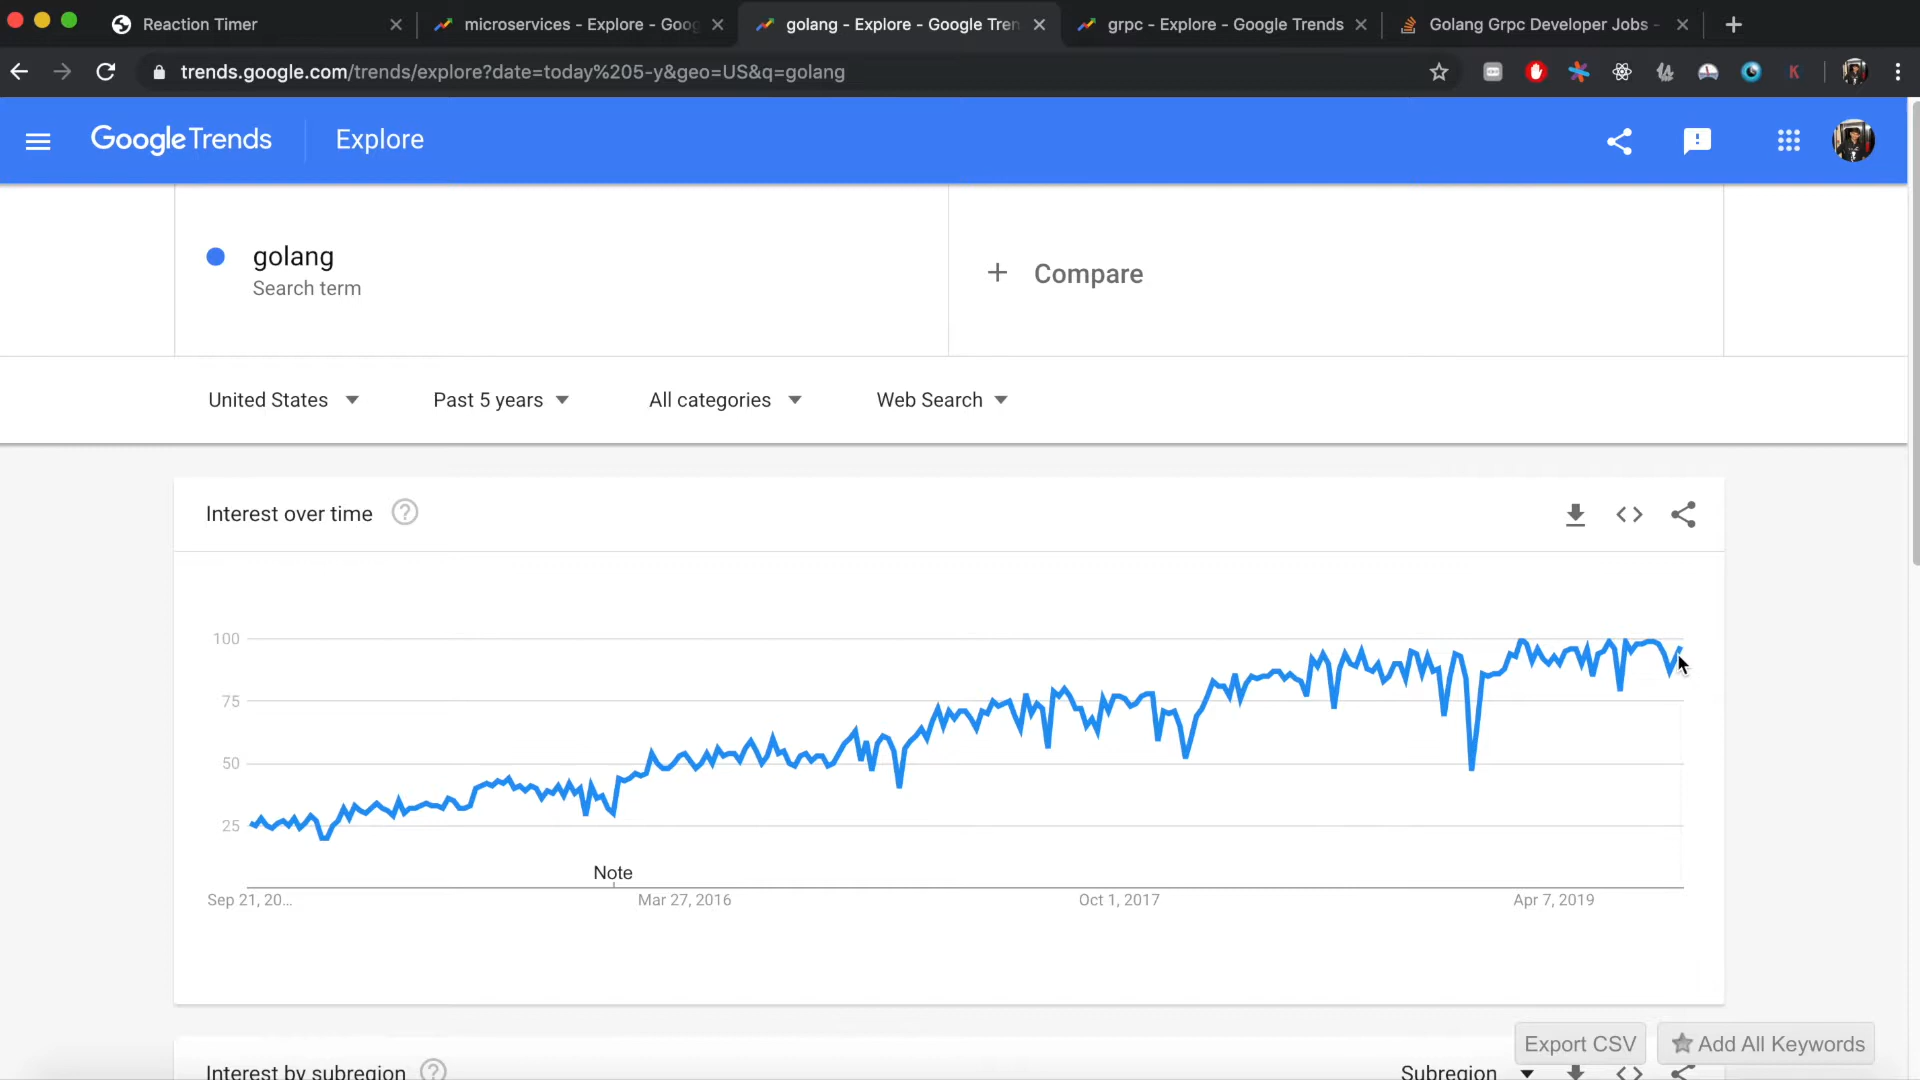 Reaction Timer
microservices - Explore - Goog
golang - Explore - Google Tren
grpc - Explore - Google Trends
Golang Grpc Developer Jobs -
trends.google.com/trends/explore?date=today%205-y&geo=US&q=golang
K
Google Trends
Explore
golang
Search term
+ Compare
United States
Past 5 years
All categories
Web Search
Interest over time
?
100
75
50
25
Note
Sep 21, 20...
Mar 27, 2016
Oct 1, 2017
Apr 7, 2019
Export CSV
Add All Keywords
Interest by subregion
?
Subregion